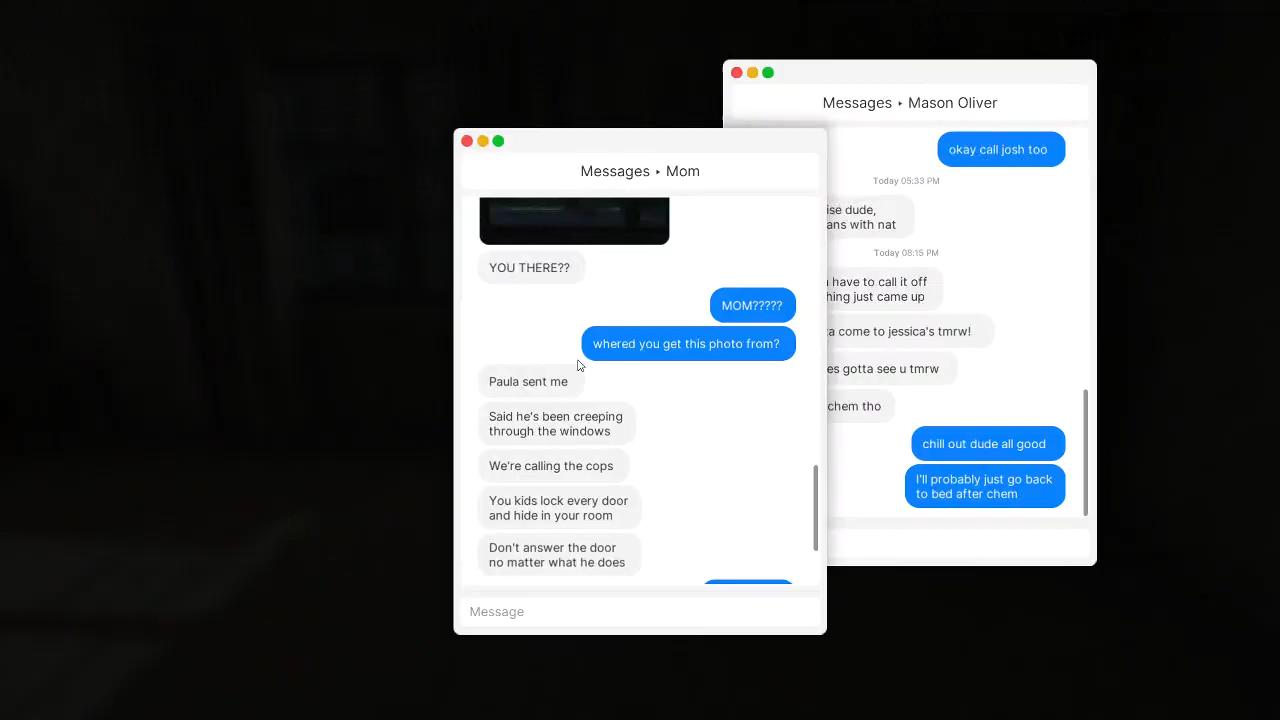 Messages ‣ Mason Oliver
okay call josh too
Today 05:33 PM
ise dude,
ans with nat
Today 08:15 PM
have to call it off
hing just came up
a come to jessica's tmrw!
es gotta see u tmrw
chem tho
chill out dude all good
I'll probably just go back
to bed after chem
Messages ‣ Mom
YOU THERE??
MOM?????
whered you get this photo from?
Paula sent me
Said he's been creeping
through the windows
We're calling the cops
You kids lock every door
and hide in your room
Don't answer the door
no matter what he does
Message